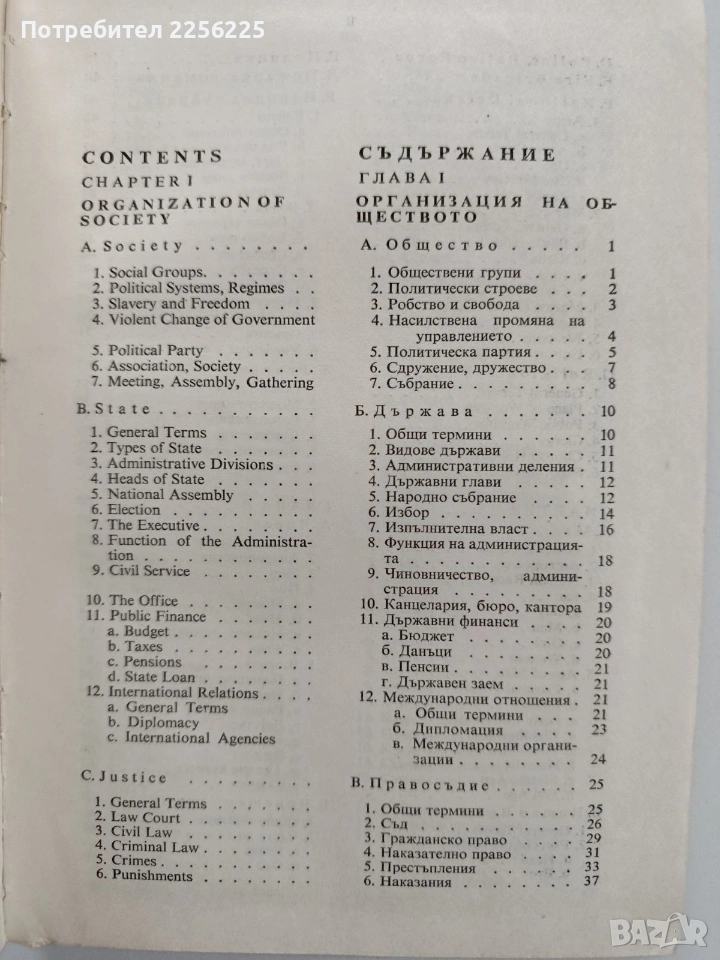 Потребител 2256225
CONTENTS
CHAPTER I
ORGANIZATION OF
SOCIETY
A. Society . . . . . . . .
1. Social Groups. . . . . . .
2. Political Systems, Regimes . .
3. Slavery and Freedom . . . .
4. Violent Change of Government
5. Political Party . . . . . . .
6. Association, Society . . . . .
7. Meeting, Assembly, Gathering
B. State . . . . . . . . . .
1. General Terms . . . . . . .
2. Types of State . . . . . . .
3. Administrative Divisions . . .
4. Heads of State . . . . . . .
5. National Assembly . . . . .
6. Election . . . . . . . . .
7. The Executive . . . . . . .
8. Function of the Administra-
tion . . . . . . . . . . .
9. Civil Service . . . . . . . .
10. The Office . . . . . . . .
11. Public Finance . . . . . . .
a. Budget . . . . . . . . .
b. Taxes . . . . . . . . .
c. Pensions . . . . . . . .
d. State Loan . . . . . . .
12. International Relations . . . .
a. General Terms
b. Diplomacy
c. International Agencies
C. Justice . . . . . . . . .
1. General Terms . . . . . . .
2. Law Court . . . . . . . .
3. Civil Law . . . . . . . . .
4. Criminal Law . . . . . . . .
5. Crimes . . . . . . . . . .
6. Punishments . . . . . . . .
СЪДЪРЖАНИЕ
ГЛАВА I
ОРГАНИЗАЦИЯ НА ОБ-
ЩЕСТВОТО
А. Общество . . . . . 1
1. Обществени групи . . . . 1
2. Политически строеве . . 2
3. Робство и свобода . . . 3
4. Насилствена промяна на
управлението . . . . 4
5. Политическа партия . . . 5
6. Сдружение, дружество . . 7
7. Събрание . . . . . . . 8
Б. Държава . . . . . . 10
1. Общи термини . . . . . 10
2. Видове държави . . . . 11
3. Административни деления . 11
4. Държавни глави . . . . 12
5. Народно събрание . . . . 12
6. Избор . . . . . . . . 14
7. Изпълнителна власт . . . 16
8. Функция на администрация-
та . . . . . . . . . 18
9. Чиновничество, админи-
страция . . . . . . . 18
10. Канцелария, бюро, кантора 19
11. Държавни финанси . . . 20
а. Бюджет . . . . . . 20
б. Данъци . . . . . . 20
в. Пенсии . . . . . . . 21
г. Държавен заем . . . . 21
12. Международни отношения . 21
а. Общи термини . . . 21
б. Дипломация . . . . 23
в. Международни органи-
зации . . . . . . . 24
В. Правосъдие . . . . . 25
1. Общи термини . . . . . 25
2. Съд . . . . . . . . . 26
3. Гражданско право . . . 29
4. Наказателно право . . . 31
5. Престъпления . . . . . 33
6. Наказания . . . . . . 37
BAZAR